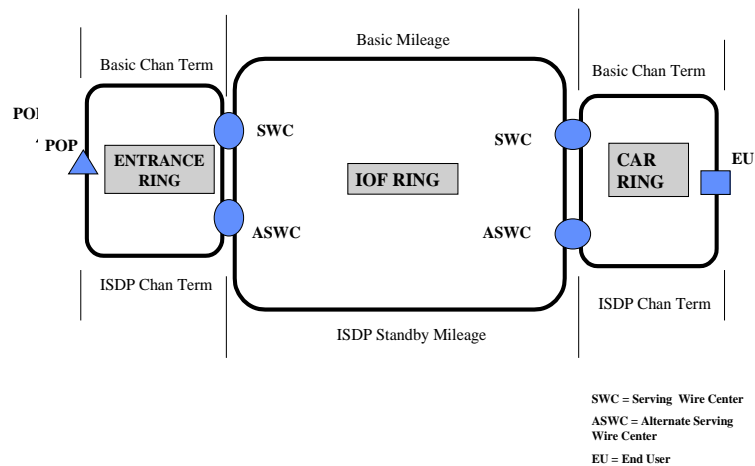 Basic Mileage
Basic Chan Term
Basic Chan Term
POP
SWC
SWC
EU
ENTRANCE
RING
IOF RING
CAR
RING
ASWC
ASWC
ISDP Chan Term
ISDP Chan Term
ISDP Standby Mileage
SWC = Serving Wire Center
ASWC = Alternate Serving
Wire Center
EU = End User